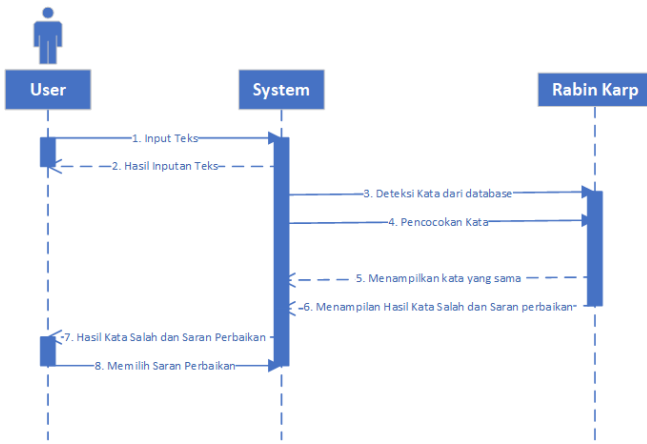 User
System
Rabin Karp
1. Input Teks
2. Hasil Inputan Teks
3. Deteksi Kata dari database
4. Pencocokan Kata
5. Menampilkan kata yang sama
6. Menampilan Hasil Kata Salah dan Saran perbaikan
7. Hasil Kata Salah dan Saran Perbaikan
8. Memilih Saran Perbaikan